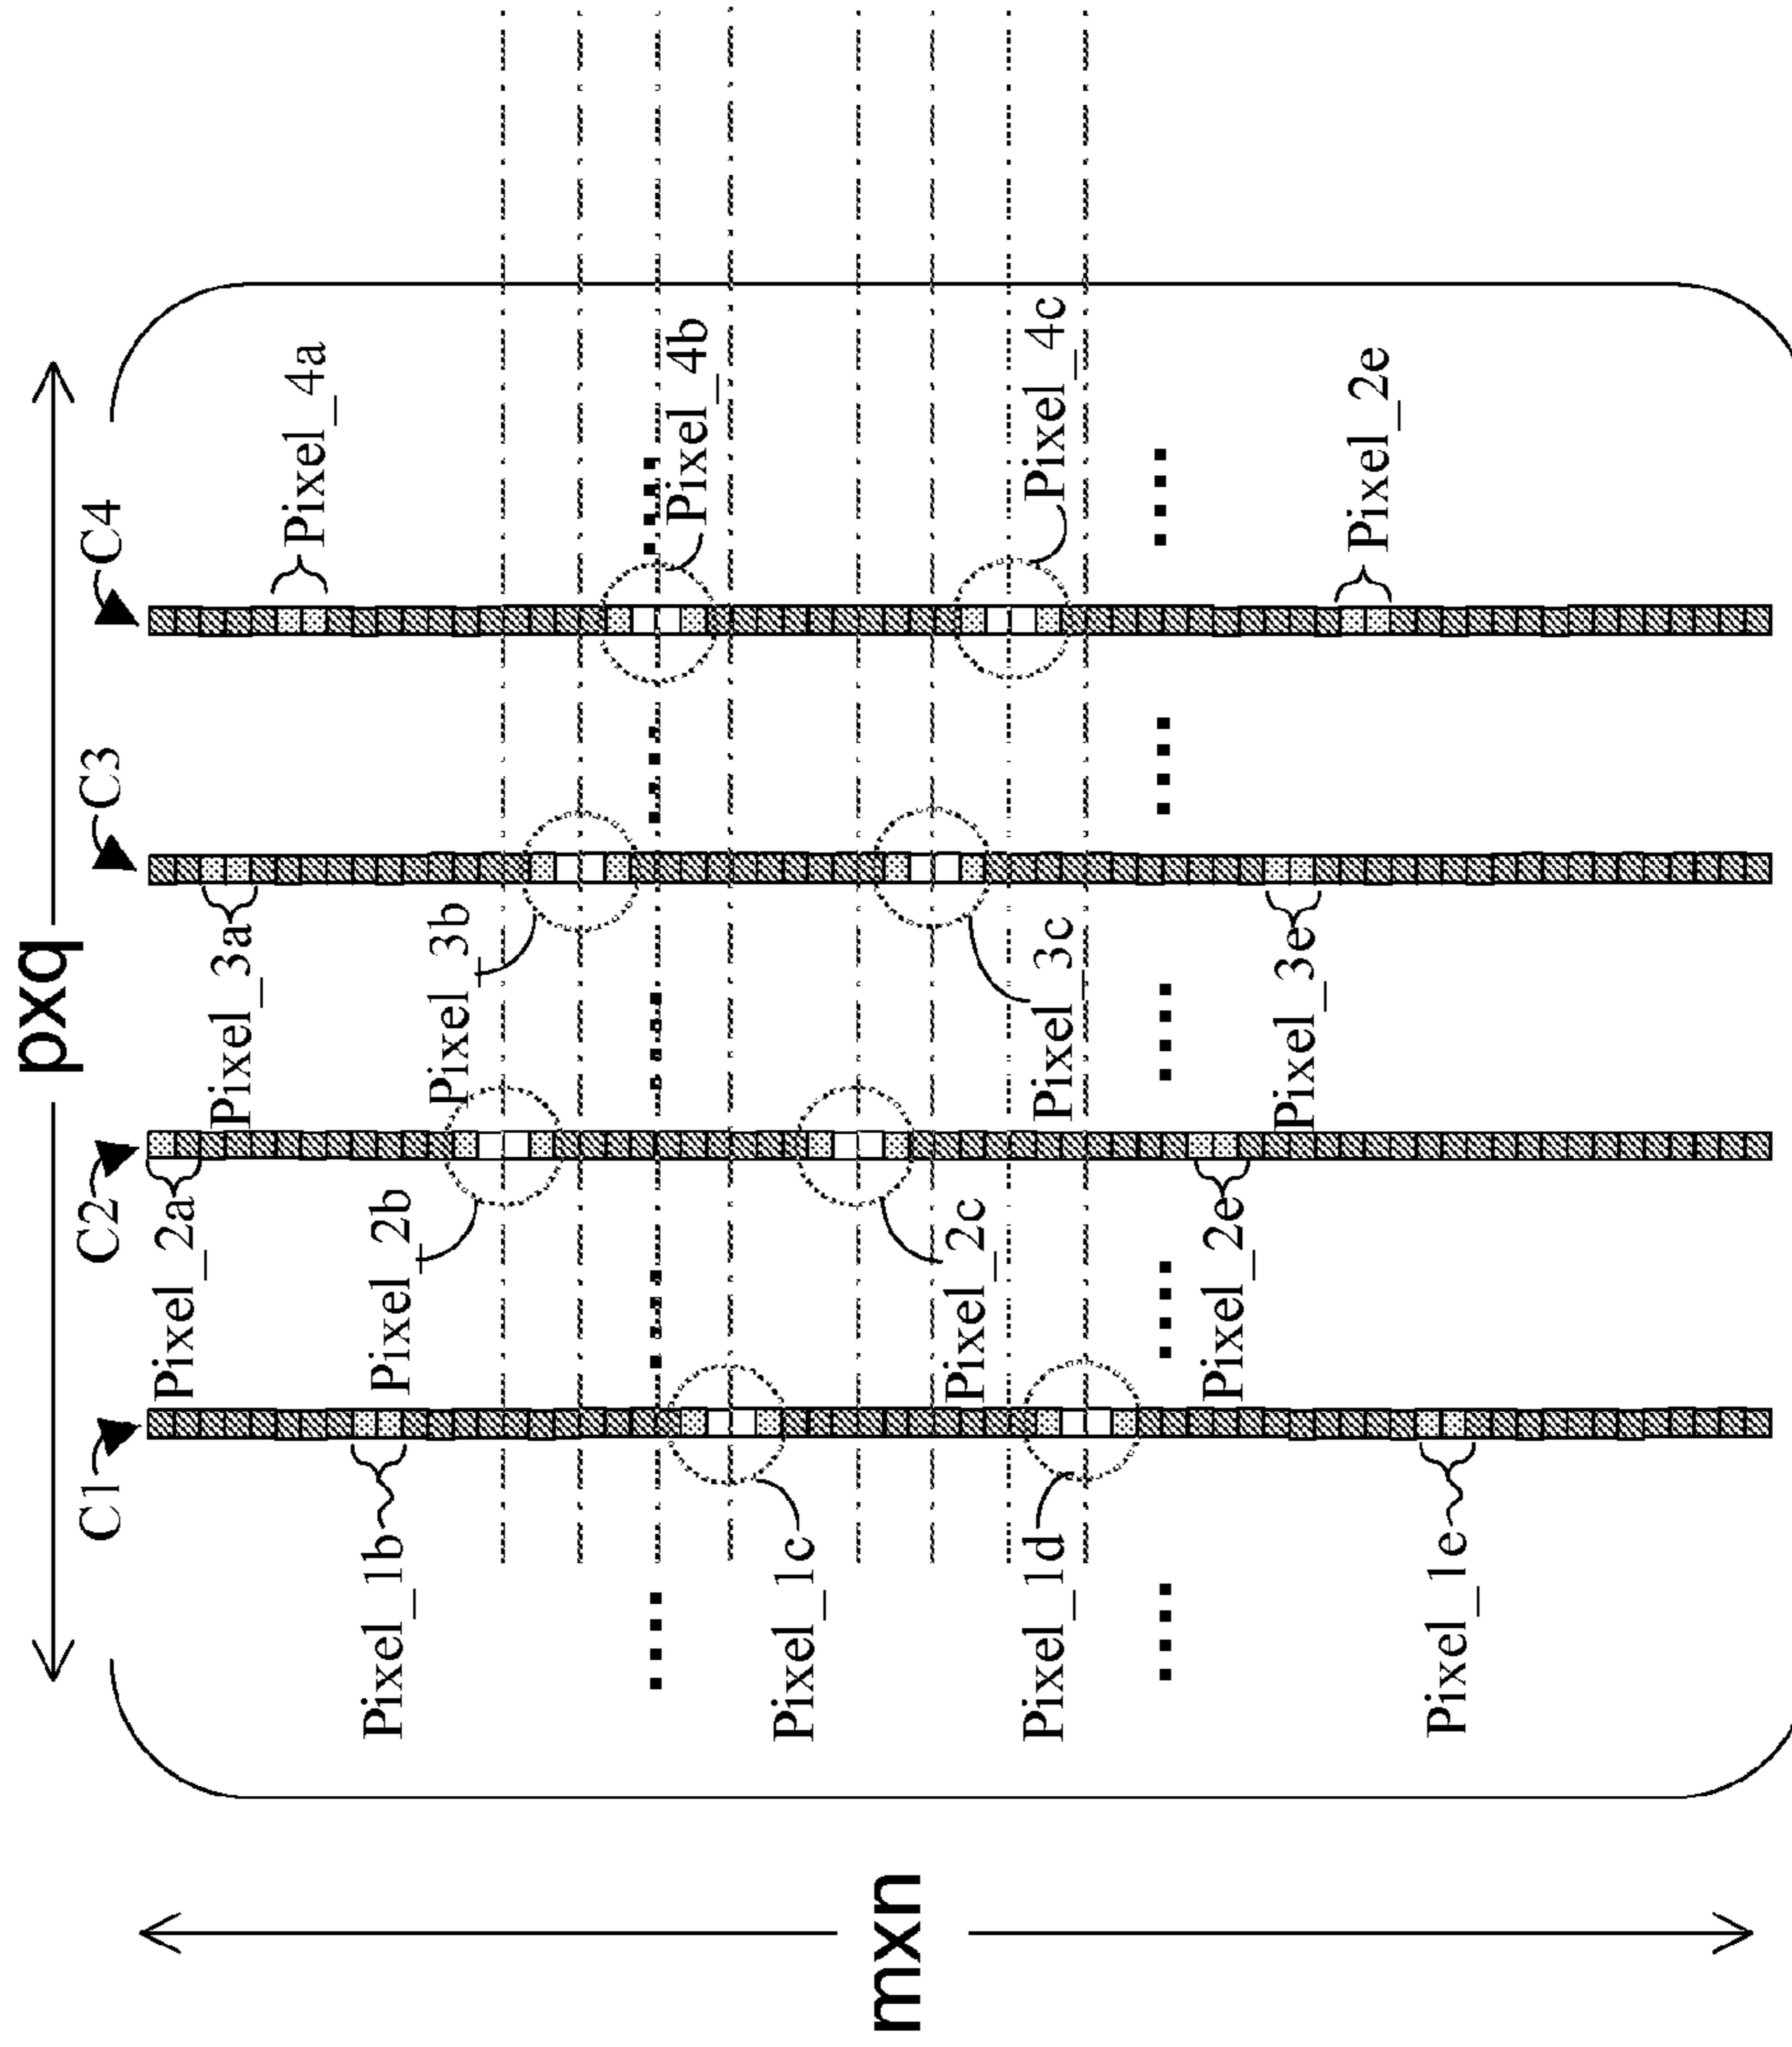 pxq
C1
C2
C3
C4
Pixel_2a
Pixel_3a
Pixel_4a
Pixel_1b
Pixel_2b
Pixel_3b
Pixel_4b
Pixel_1c
Pixel_2c
Pixel_3c
Pixel_4c
Pixel_1d
Pixel_2e
Pixel_3e
Pixel_2e
Pixel_1e
mxn